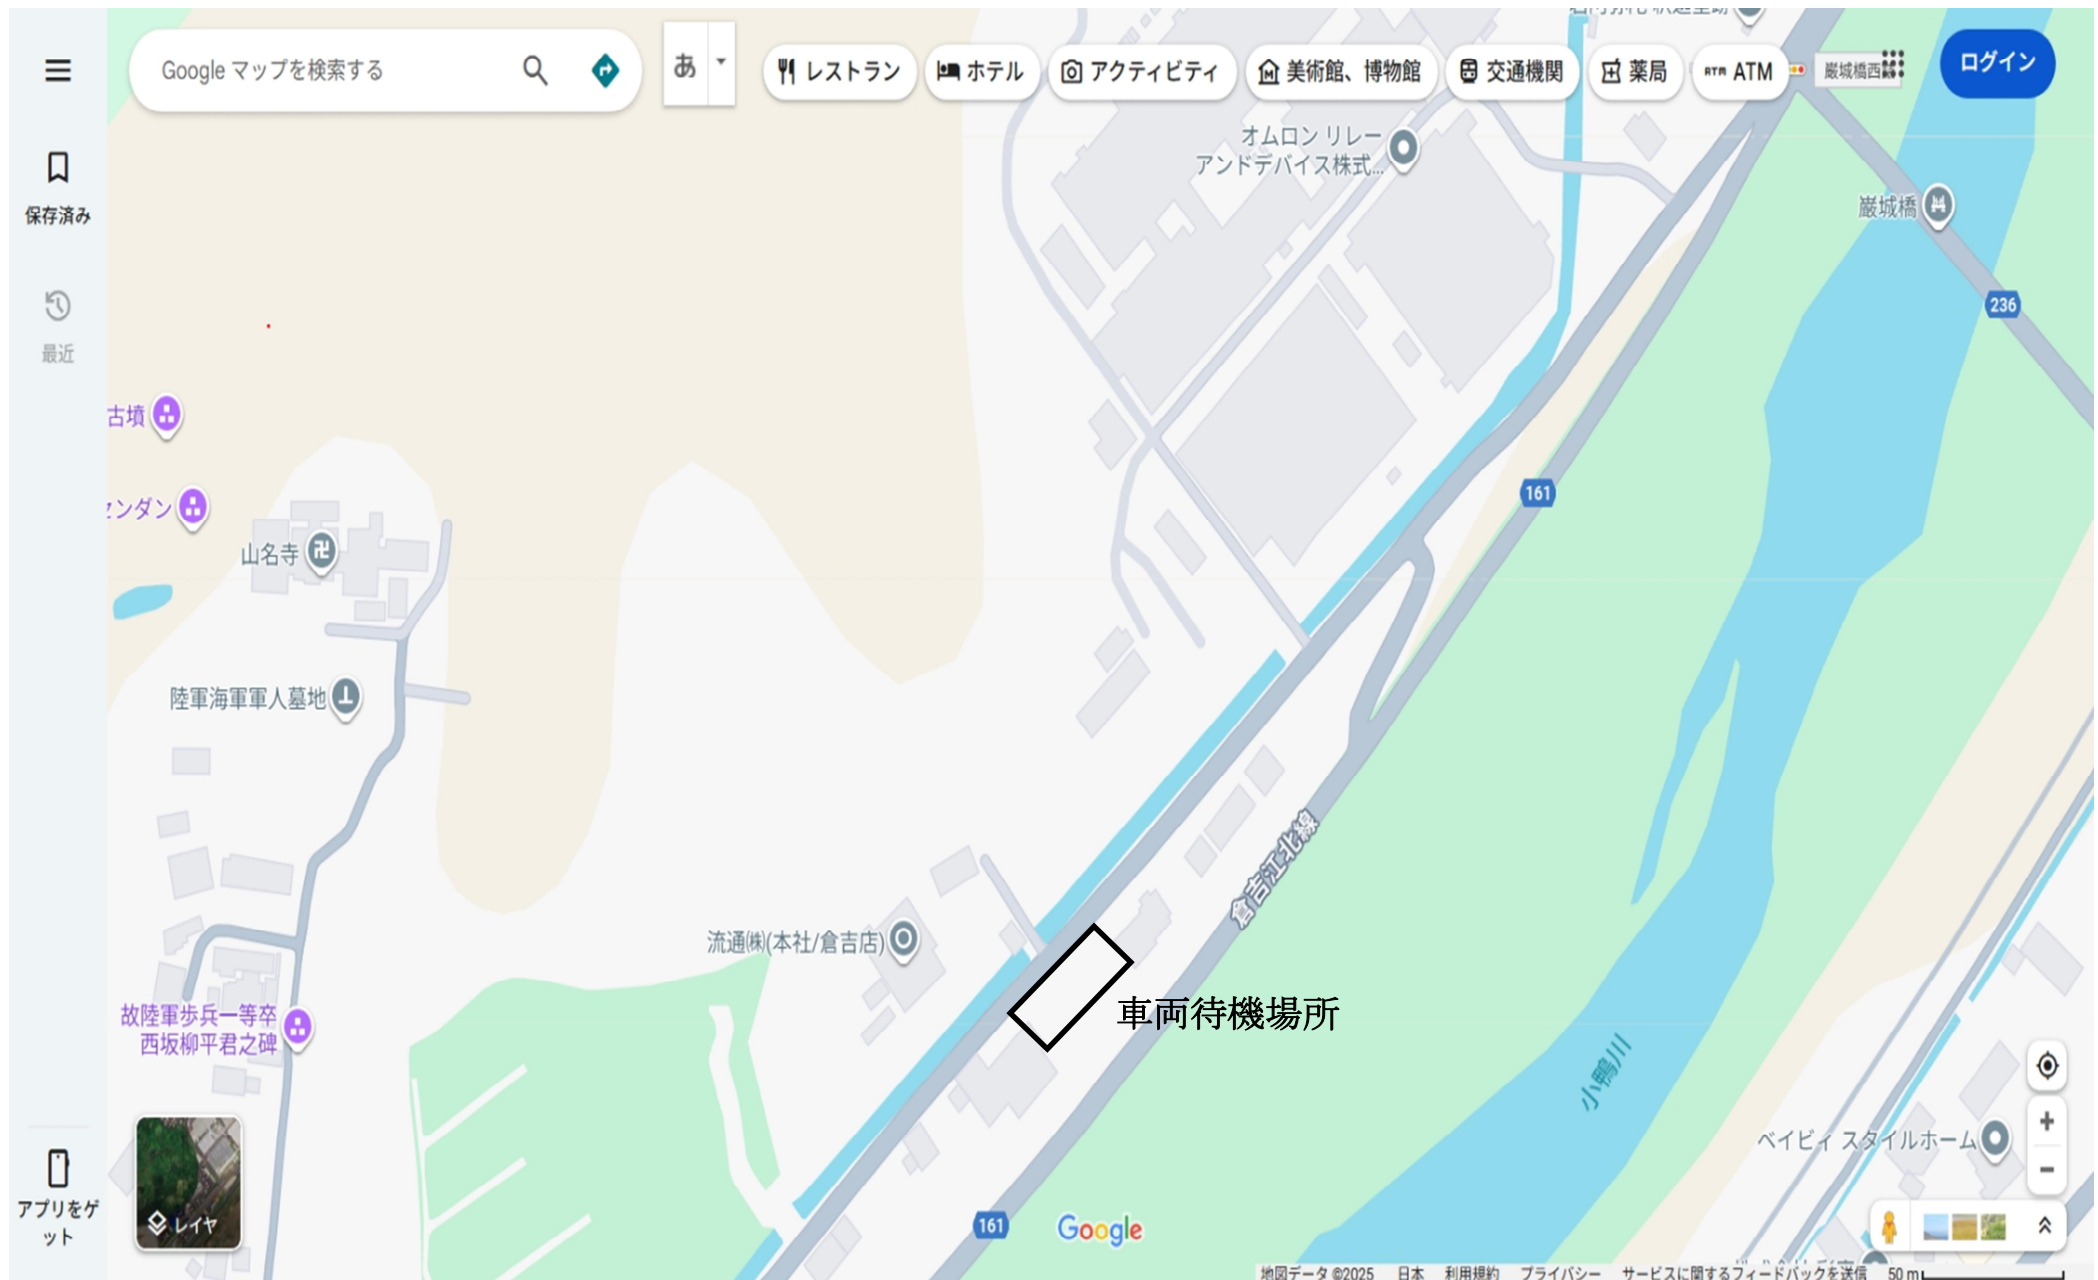 Google マップを検索する
あ
レストラン
ホテル
アクティビティ
美術館、博物館
交通機関
薬局
ATM
ATM
巌城橋西
ログイン
保存済み
最近
オムロン リレー
アンドデバイス株式...
巌城橋
236
古墳
センダン
161
山名寺
陸軍海軍軍人墓地
倉吉江北線
流通㈱(本社/倉吉店)
車両待機場所
故陸軍歩兵一等卒
西坂柳平君之碑
小鴨川
ベイビィ スタイルホーム
アプリをゲ
ット
レイヤ
161
Google
地図データ ©2025 日本 利用規約 プライバシー サービスに関するフィードバックを送信 50 m